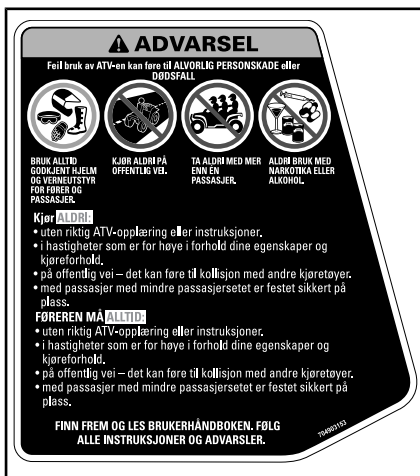 ADVARSEL
Feil bruk av ATV-en kan føre til ALVORLIG PERSONSKADE eller
DØDSFALL
BRUK ALLTID
GODKJENT HJELM
OG VERNEUTSTYR
FOR FØRER OG
PASSASJER.
KJØR ALDRI PÅ
OFFENTLIG VEI.
TA ALDRI MED MER
ENN ÉN
PASSASJER.
ALDRI BRUK MED
NARKOTIKA ELLER
ALKOHOL.
Kjør ALDRI:
• uten riktig ATV-opplæring eller instruksjoner.
• i hastigheter som er for høye i forhold dine egenskaper og
kjøreforhold.
• på offentlig vei – det kan føre til kollisjon med andre kjøretøyer.
• med passasjer med mindre passasjersetet er festet sikkert på
plass.
FØREREN MÅ ALLTID:
• uten riktig ATV-opplæring eller instruksjoner.
• i hastigheter som er for høye i forhold dine egenskaper og
kjøreforhold.
• på offentlig vei – det kan føre til kollisjon med andre kjøretøyer.
• med passasjer med mindre passasjersetet er festet sikkert på
plass.
FINN FREM OG LES BRUKERHÅNDBOKEN. FØLG
ALLE INSTRUKSJONER OG ADVARSLER.
704903153